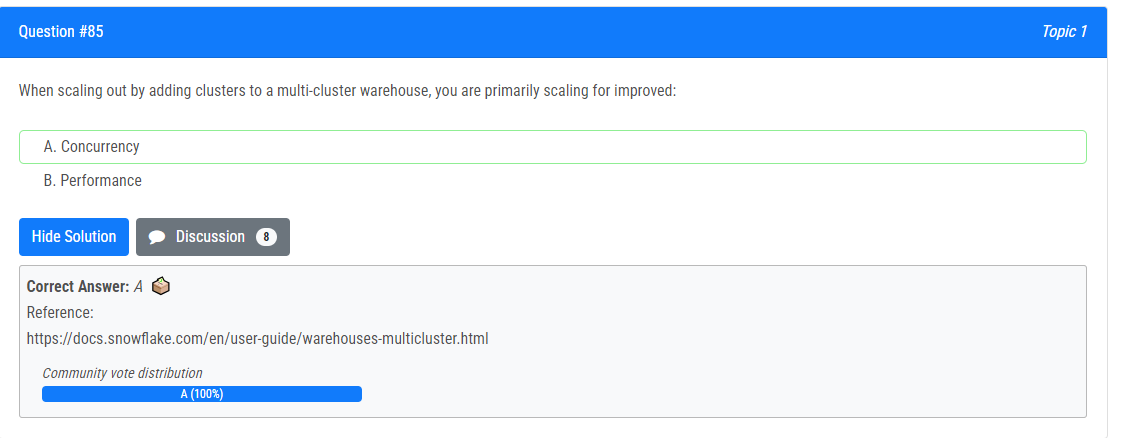 Question #85
Topic 1
When scaling out by adding clusters to a multi-cluster warehouse, you are primarily scaling for improved:
A. Concurrency
B. Performance
Hide Solution
Discussion 8
Correct Answer: A
Reference:
https://docs.snowflake.com/en/user-guide/warehouses-multicluster.html
Community vote distribution
A (100%)